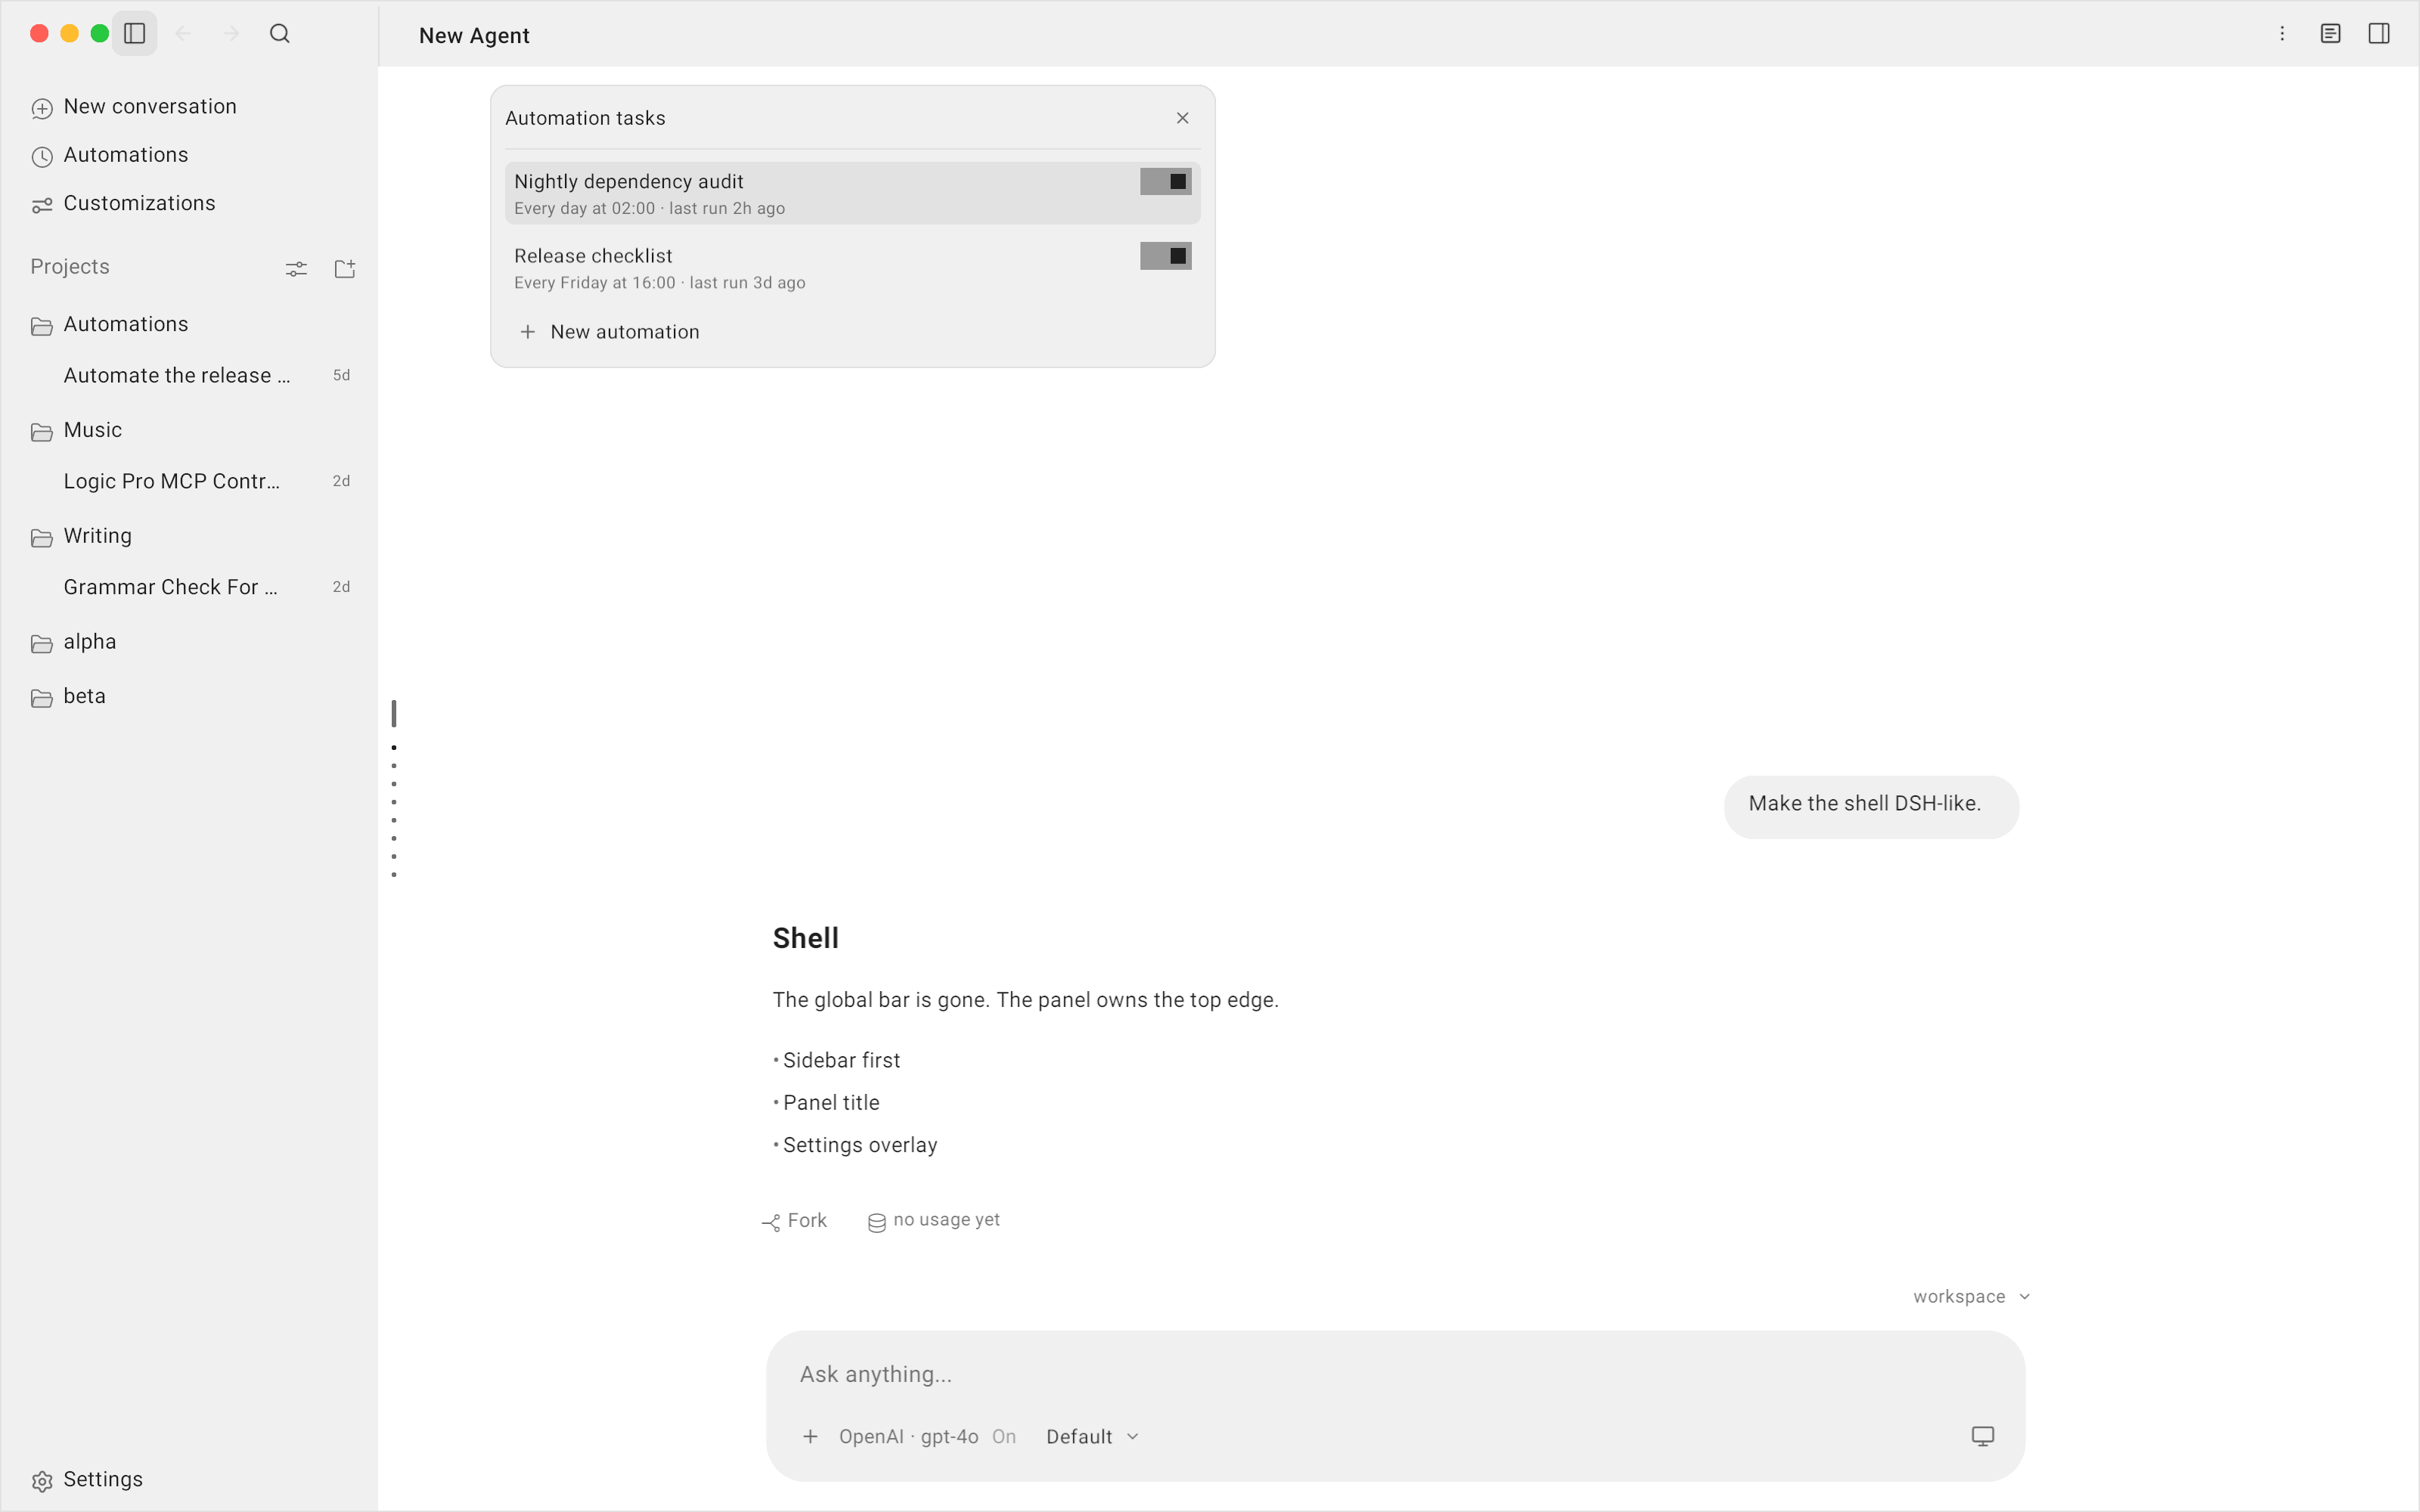 New Agent
New conversation
Automations
Customizations
Projects
Automations
Automate the release ... 5d
Music
Logic Pro MCP Contr... 2d
Writing
Grammar Check For ... 2d
alpha
beta
Settings
Automation tasks
Nightly dependency audit
Every day at 02:00 · last run 2h ago
Release checklist
Every Friday at 16:00 · last run 3d ago
New automation
Make the shell DSH-like.
Shell
The global bar is gone. The panel owns the top edge.
• Sidebar first
• Panel title
• Settings overlay
Fork no usage yet
workspace
Ask anything...
OpenAI · gpt-4o On Default